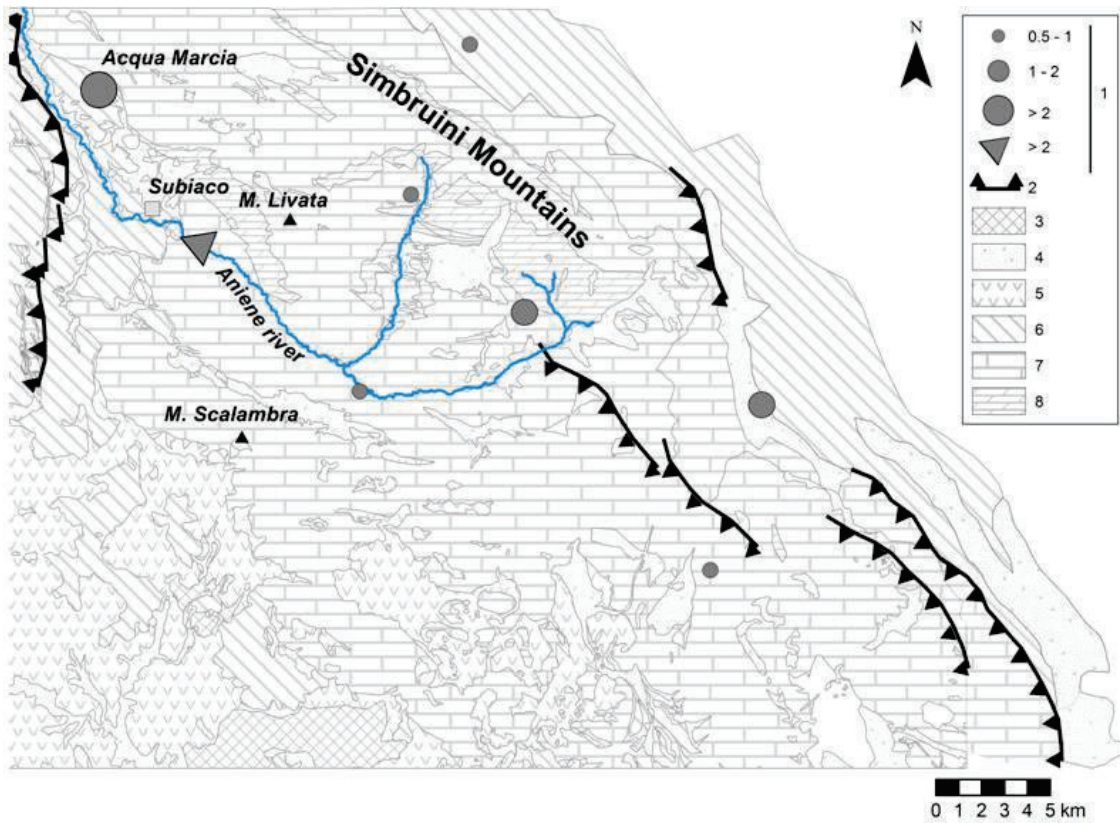 Acqua Marcia
Simbruini Mountains
Subiaco
M. Livata
Aniene river
M. Scalambra
N
0.5 - 1
1 - 2
> 2
> 2
1
2
3
4
5
6
7
8
0 1 2 3 4 5 km